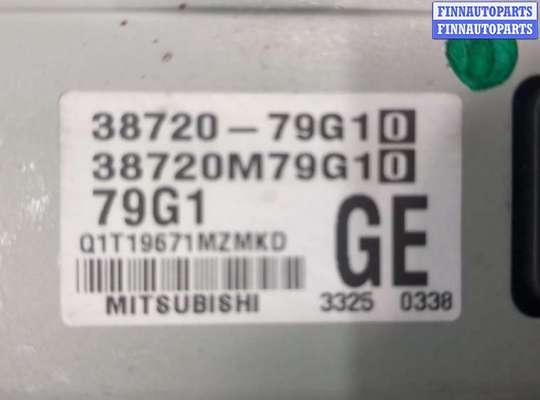 FINNAUTOPARTS
FINNAUTOPARTS
38720-79G10
38720M79G10
79G1
Q1T19671MZMKD
GE
MITSUBISHI
3325 0338